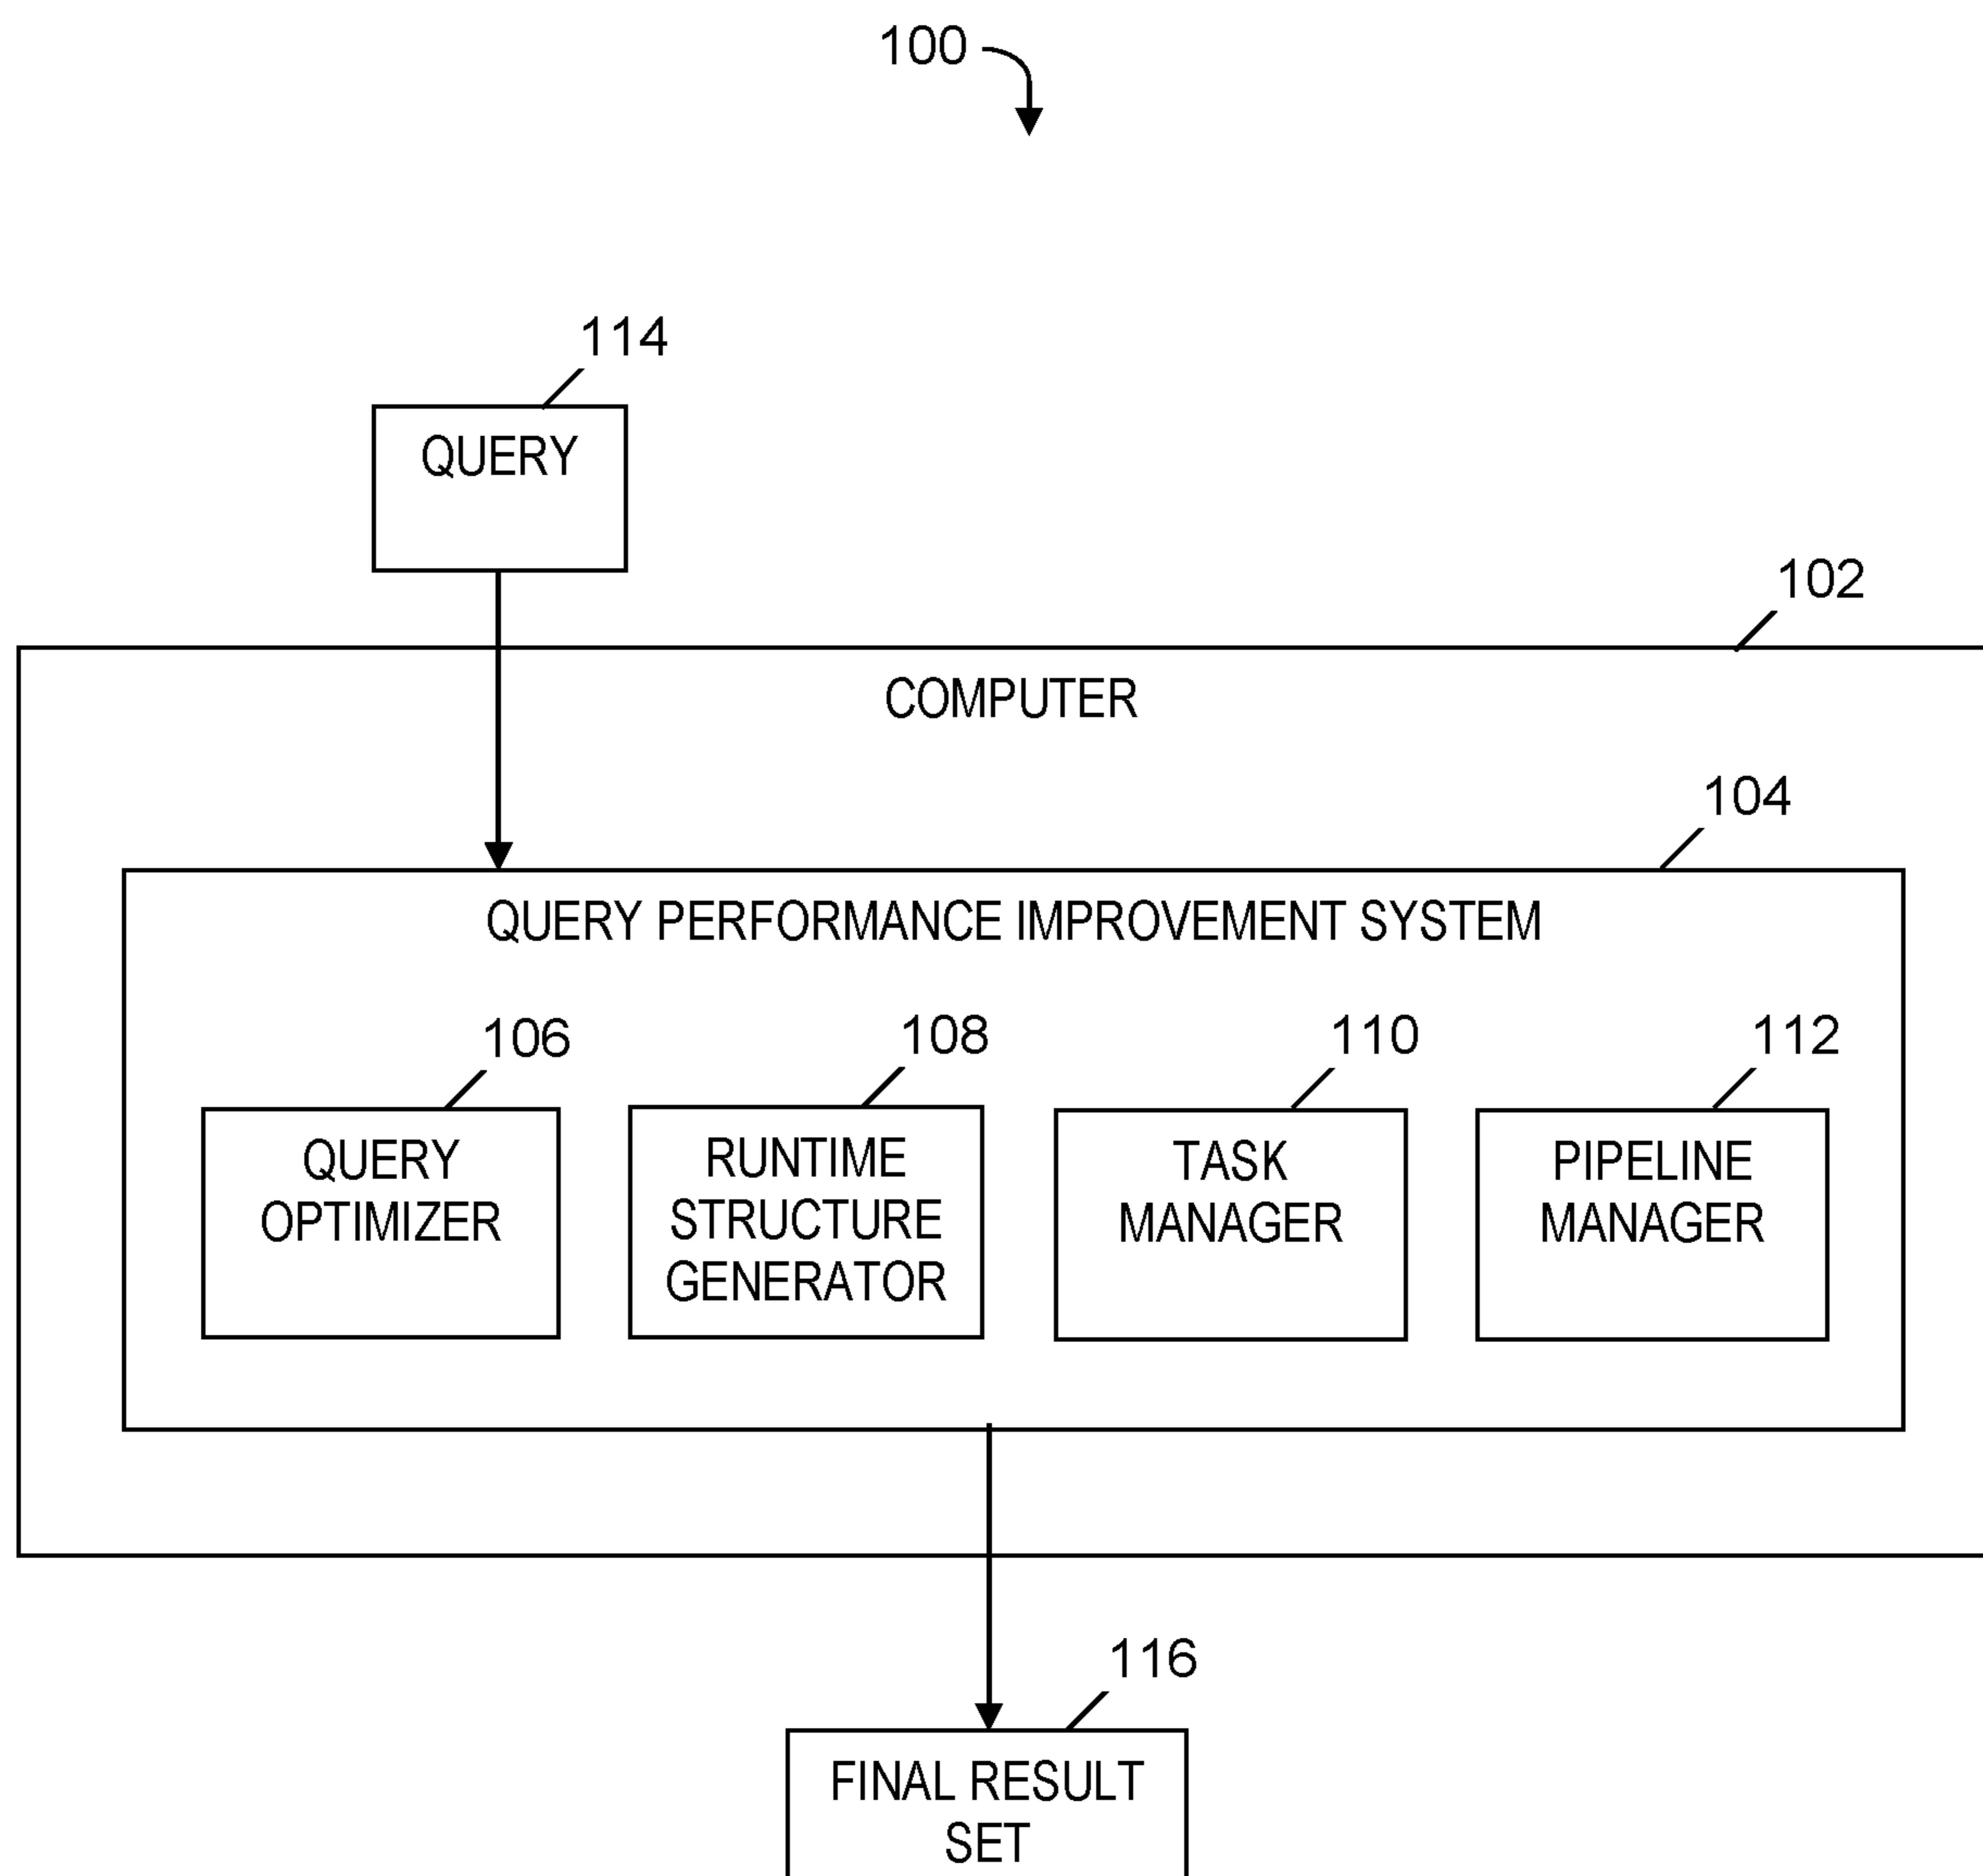 100
114
QUERY
102
COMPUTER
104
QUERY PERFORMANCE IMPROVEMENT SYSTEM
106
QUERY
OPTIMIZER
108
RUNTIME
STRUCTURE
GENERATOR
110
TASK
MANAGER
112
PIPELINE
MANAGER
116
FINAL RESULT
SET